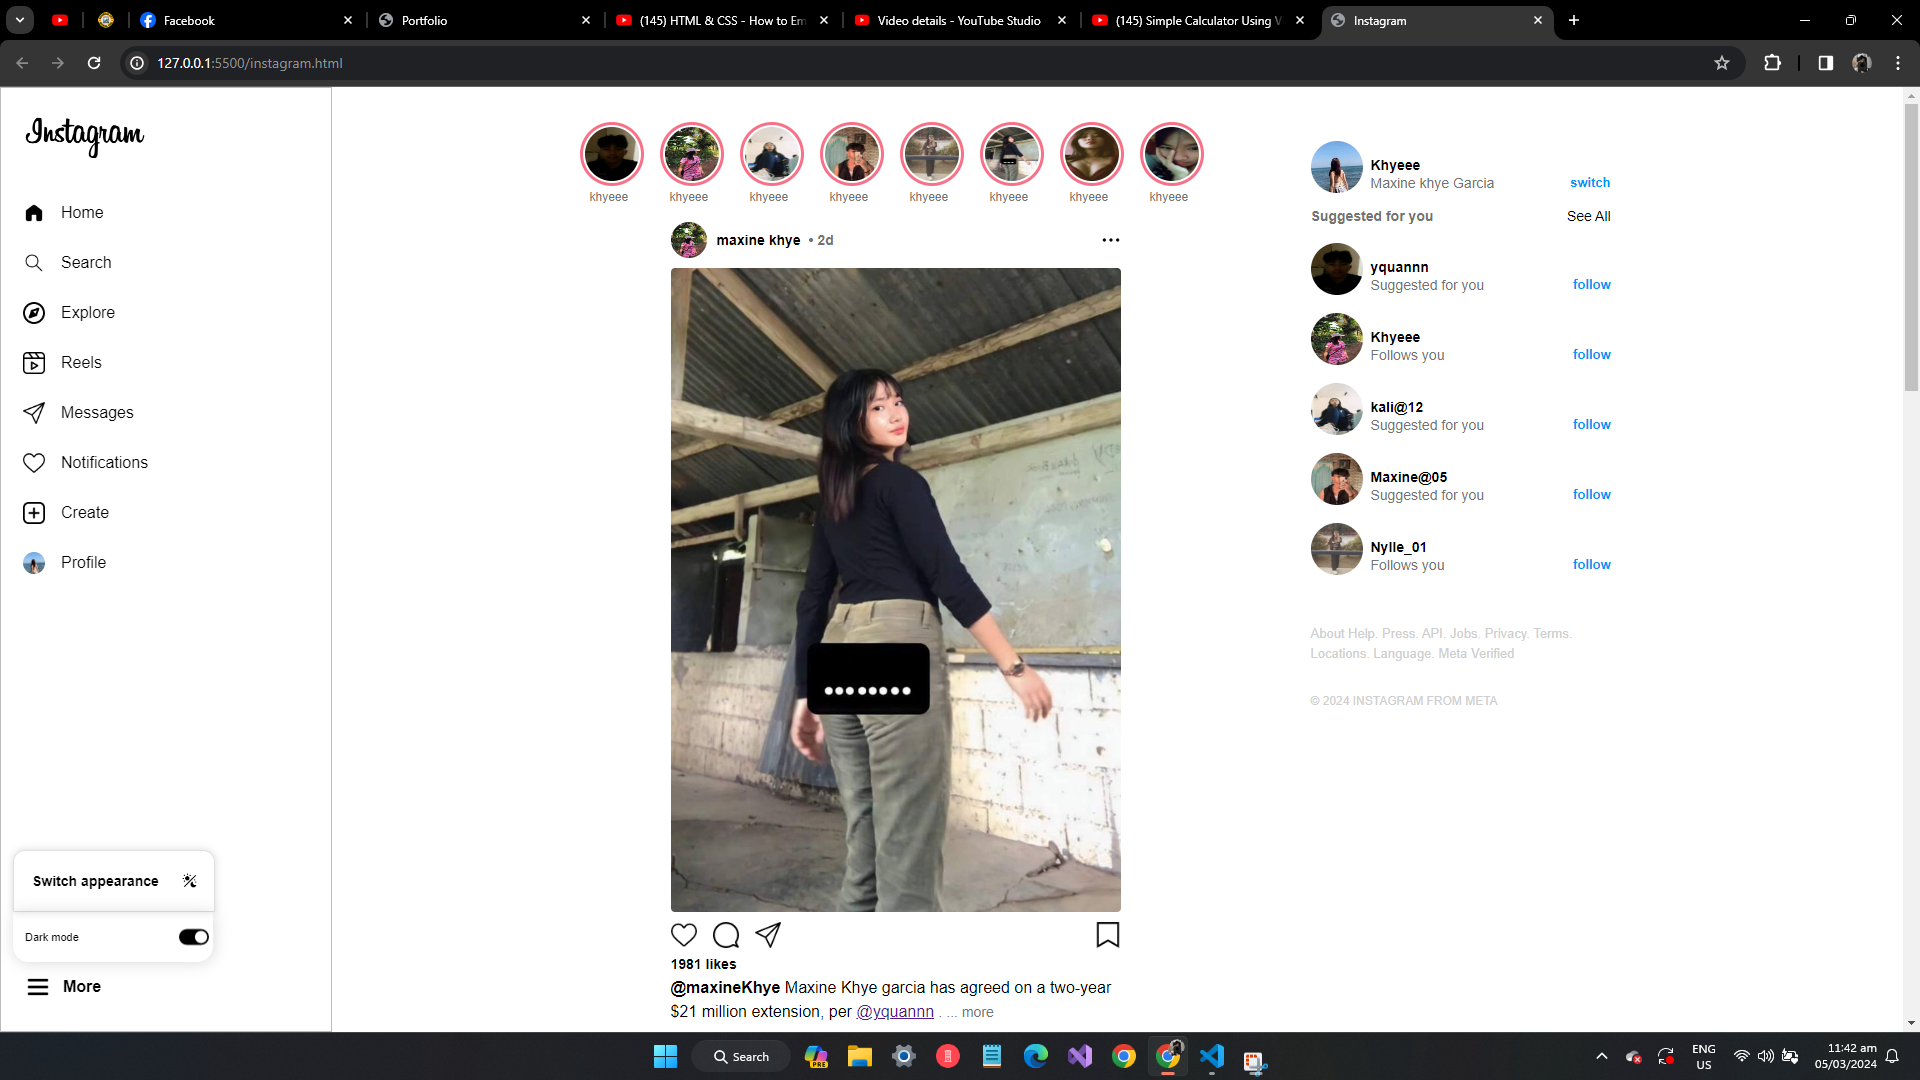 Facebook
Portfolio
(145) HTML & CSS - How to Em
Video details - YouTube Studio
(145) Simple Calculator Using V
Instagram
127.0.0.1:5500/instagram.html
Instagram
Home
Search
Explore
Reels
Messages
Notifications
Create
Profile
Switch appearance
Dark mode
More
khyeee
khyeee
khyeee
khyeee
khyeee
khyeee
khyeee
khyeee
maxine khye • 2d
1981 likes
@maxineKhye Maxine Khye garcia has agreed on a two-year
$21 million extension, per @yquannn . ... more
Khyeee
Maxine khye Garcia
switch
Suggested for you
See All
yquannn
Suggested for you
follow
Khyeee
Follows you
follow
kali@12
Suggested for you
follow
Maxine@05
Suggested for you
follow
Nylle_01
Follows you
follow
About Help. Press. API. Jobs. Privacy. Terms.
Locations. Language. Meta Verified
© 2024 INSTAGRAM FROM META
Search
PRE
ENG
US
11:42 am
05/03/2024